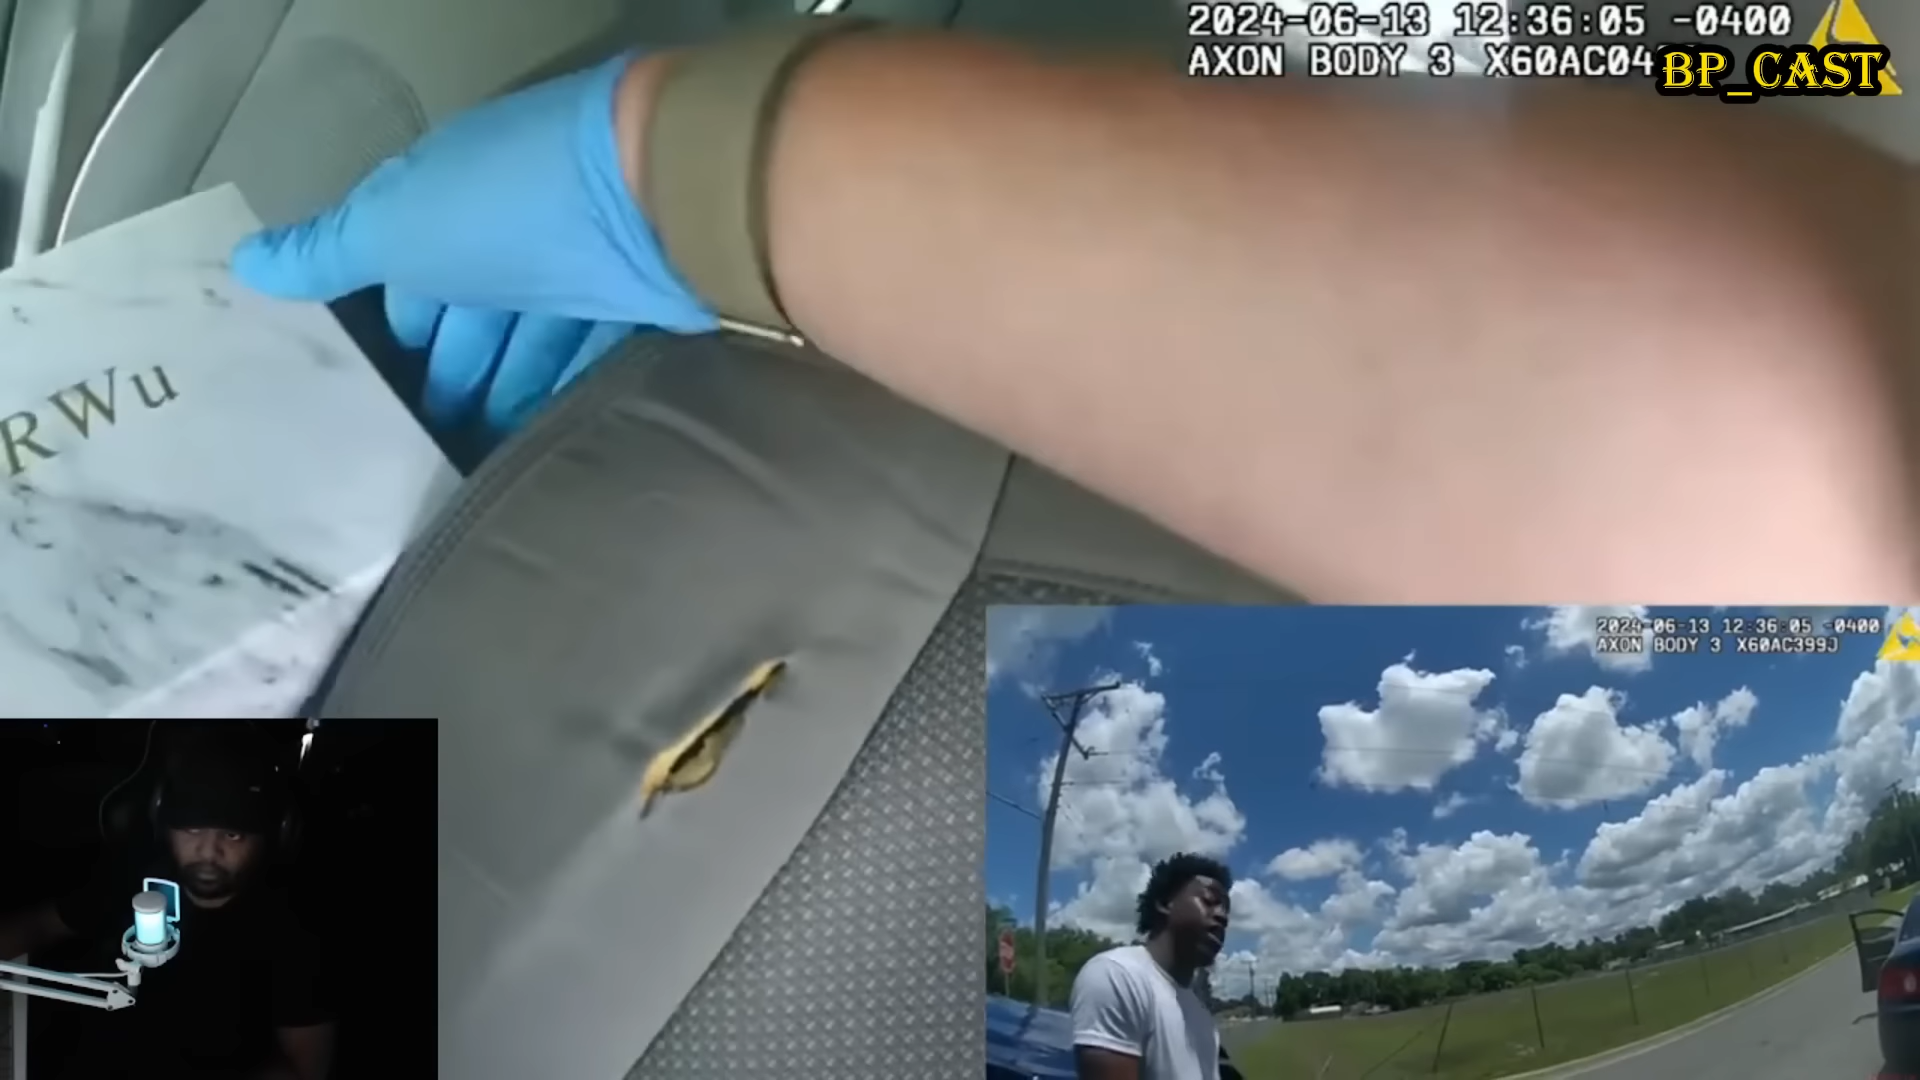 2024-06-13 12:36:05 -0400
AXON BODY 3 X60AC04
BP_CAST
RWu
2024-06-13 12:36:05 -0400
AXON BODY 3 X60AC399J